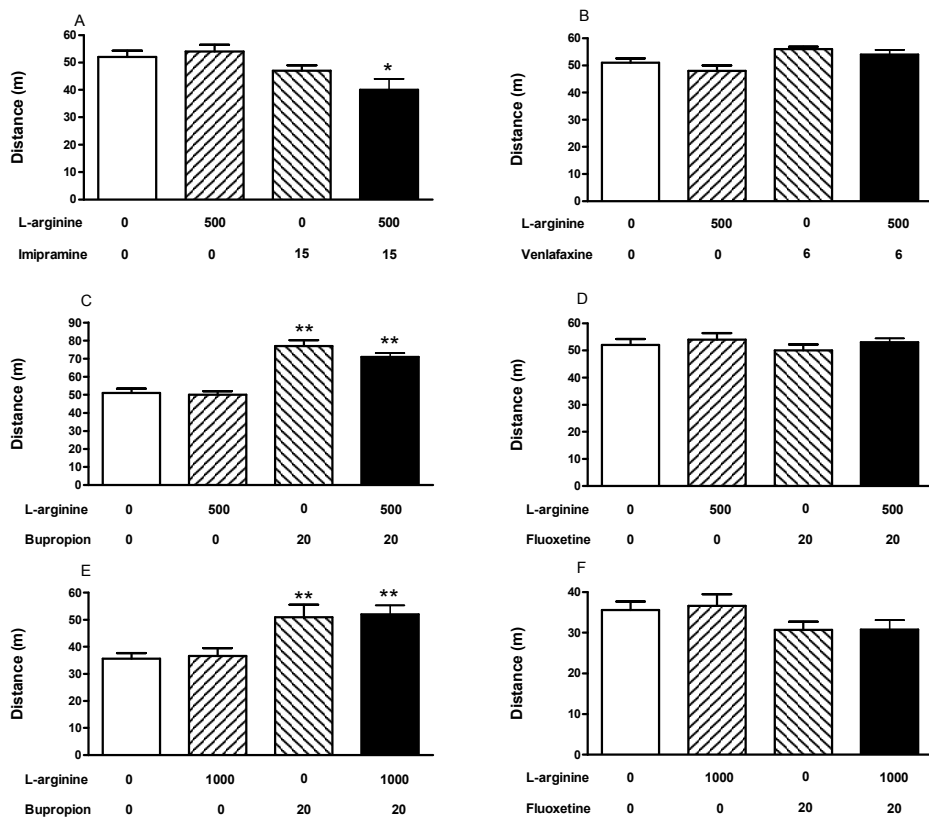 A
Distance (m)
60
50
40
30
20
10
0
*
L-arginine 0 500 0 500
Imipramine 0 0 15 15
B
Distance (m)
60
50
40
30
20
10
0
L-arginine 0 500 0 500
Venlafaxine 0 0 6 6
C
Distance (m)
90
80
70
60
50
40
30
20
10
0
** **
L-arginine 0 500 0 500
Bupropion 0 0 20 20
D
Distance (m)
60
50
40
30
20
10
0
L-arginine 0 500 0 500
Fluoxetine 0 0 20 20
E
Distance (m)
60
50
40
30
20
10
0
** **
L-arginine 0 1000 0 1000
Bupropion 0 0 20 20
F
Distance (m)
40
30
20
10
0
L-arginine 0 1000 0 1000
Fluoxetine 0 0 20 20